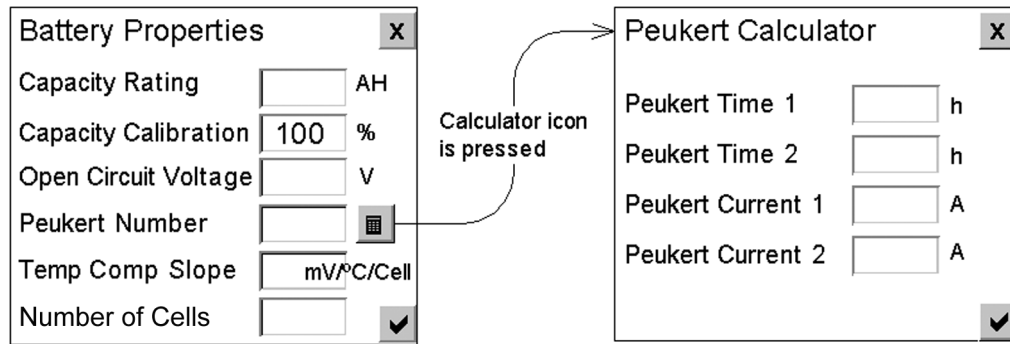 Battery Properties X
Capacity Rating AH
Capacity Calibration 100 %
Open Circuit Voltage V
Peukert Number
Temp Comp Slope mV/ºC/Cell
Number of Cells
Calculator icon
is pressed
Peukert Calculator X
Peukert Time 1 h
Peukert Time 2 h
Peukert Current 1 A
Peukert Current 2 A